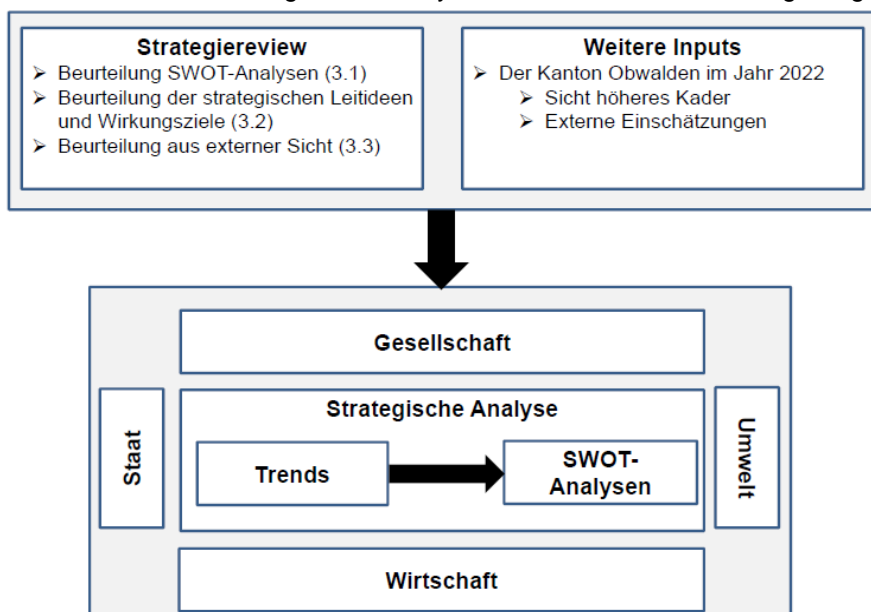 Strategiereview
➢ Beurteilung SWOT-Analysen (3.1)
➢ Beurteilung der strategischen Leitideen
und Wirkungsziele (3.2)
➢ Beurteilung aus externer Sicht (3.3)
Weitere Inputs
➢ Der Kanton Obwalden im Jahr 2022
➢ Sicht höheres Kader
➢ Externe Einschätzungen
Gesellschaft
Staat
Strategische Analyse
Trends
SWOT-
Analysen
Umwelt
Wirtschaft